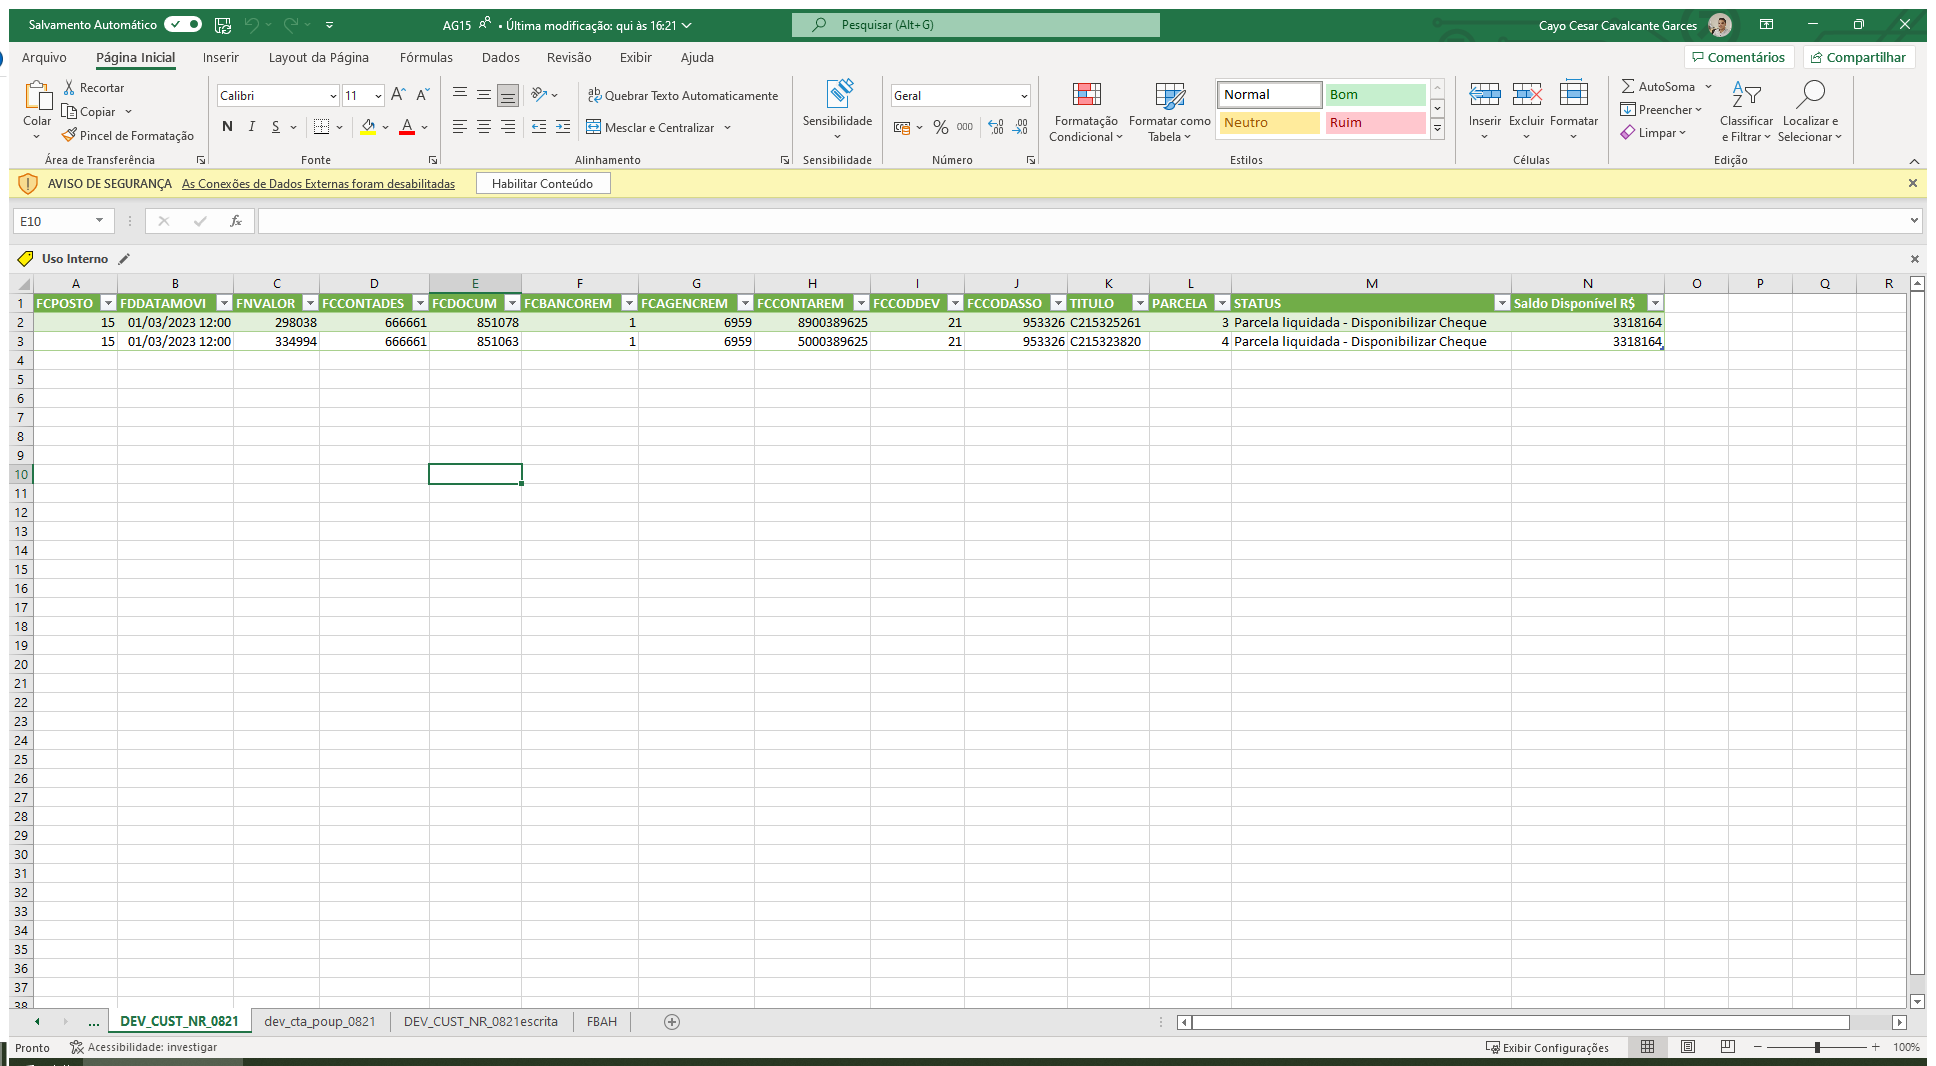 Salvamento Automático
AG15 • Última modificação: qui às 16:21
Pesquisar (Alt+G)
Cayo Cesar Cavalcante Garces
Arquivo Página Inicial Inserir Layout da Página Fórmulas Dados Revisão Exibir Ajuda
Comentários Compartilhar
Colar
Recortar
Copiar
Pincel de Formatação
Área de Transferência
Calibri 11
N I S
Fonte
Quebrar Texto Automaticamente
Mesclar e Centralizar
Alinhamento
Sensibilidade
Sensibilidade
Geral
% 000
Número
Formatação Condicional
Formatar como Tabela
Normal Bom
Neutro Ruim
Estilos
Inserir Excluir Formatar
Células
AutoSoma
Preencher
Limpar
Classificar e Filtrar
Localizar e Selecionar
Edição
AVISO DE SEGURANÇA As Conexões de Dados Externas foram desabilitadas Habilitar Conteúdo
E10 fx
Uso Interno
A B C D E F G H I J K L M N O P Q R
1 FCPOSTO FDDATAMOVI FNVALOR FCCONTADES FCDOCUM FCBANCOREM FCAGENCREM FCCONTAREM FCCODDEV FCCODASSO TITULO PARCELA STATUS Saldo Disponível R$
2 15 01/03/2023 12:00 298038 666661 851078 1 6959 8900389625 21 953326 C215325261 3 Parcela liquidada - Disponibilizar Cheque 3318164
3 15 01/03/2023 12:00 334994 666661 851063 1 6959 5000389625 21 953326 C215323820 4 Parcela liquidada - Disponibilizar Cheque 3318164
4
5
6
7
8
9
10
11
12
13
14
15
16
17
18
19
20
21
22
23
24
25
26
27
28
29
30
31
32
33
34
35
36
37
38
... DEV_CUST_NR_0821 dev_cta_poup_0821 DEV_CUST_NR_0821escrita FBAH
Pronto Acessibilidade: investigar Exibir Configurações 100%